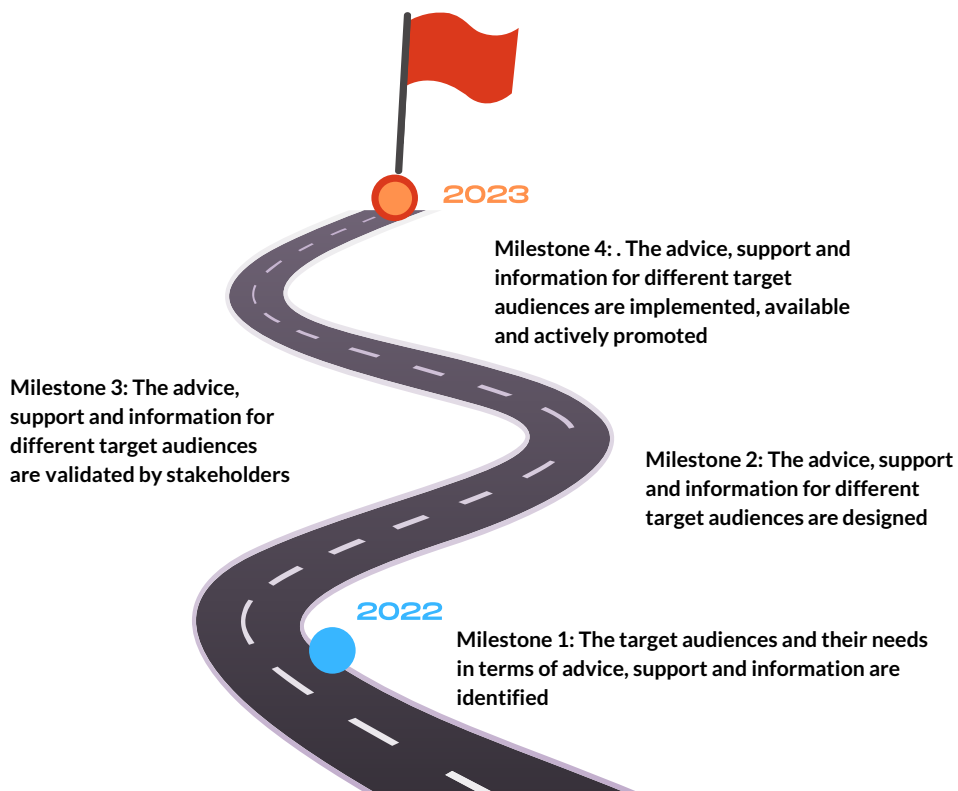 2023
Milestone 4: . The advice, support and
information for different target
audiences are implemented, available
and actively promoted
Milestone 3: The advice,
support and information for
different target audiences
are validated by stakeholders
Milestone 2: The advice, support
and information for different
target audiences are designed
2022
Milestone 1: The target audiences and their needs
in terms of advice, support and information are
identified